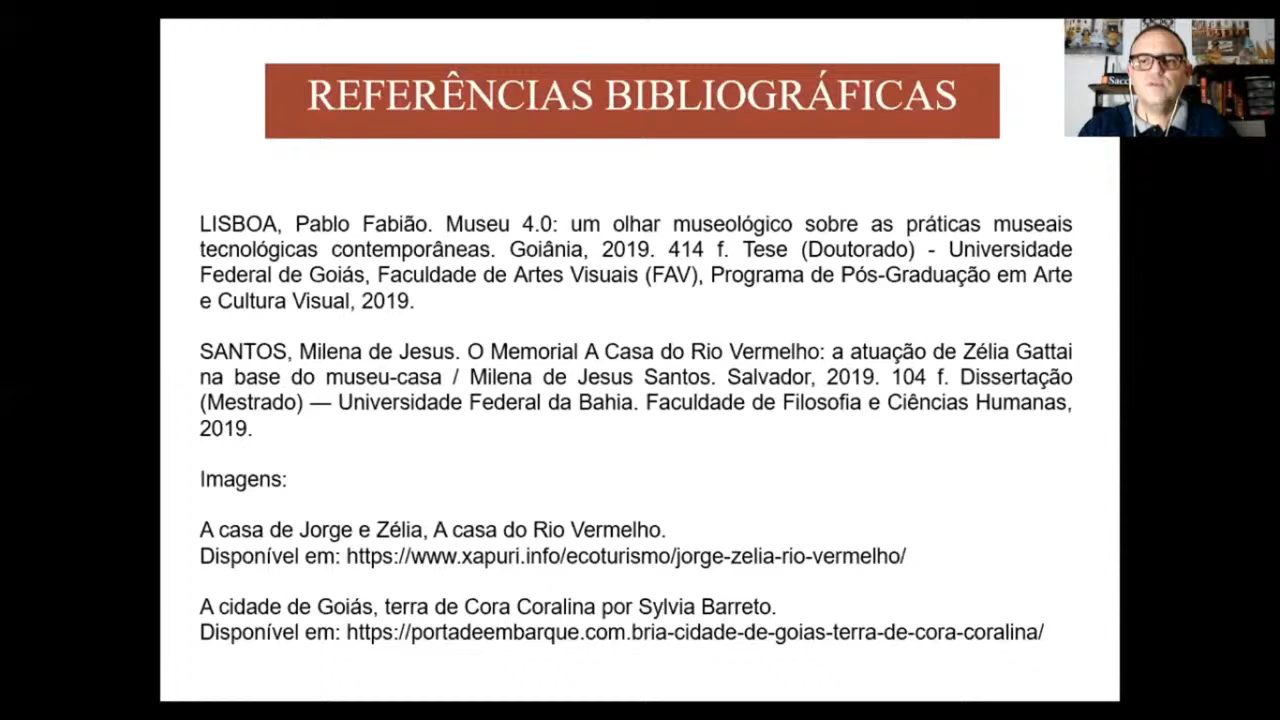 REFERÊNCIAS BIBLIOGRÁFICAS
LISBOA, Pablo Fabião. Museu 4.0: um olhar museológico sobre as práticas museais
tecnológicas contemporâneas. Goiânia, 2019. 414 f. Tese (Doutorado) - Universidade
Federal de Goiás, Faculdade de Artes Visuais (FAV), Programa de Pós-Graduação em Arte
e Cultura Visual, 2019.
SANTOS, Milena de Jesus. O Memorial A Casa do Rio Vermelho: a atuação de Zélia Gattai
na base do museu-casa / Milena de Jesus Santos. Salvador, 2019. 104 f. Dissertação
(Mestrado) — Universidade Federal da Bahia. Faculdade de Filosofia e Ciências Humanas,
2019.
Imagens:
A casa de Jorge e Zélia, A casa do Rio Vermelho.
Disponível em: https://www.xapuri.info/ecoturismo/jorge-zelia-rio-vermelho/
A cidade de Goiás, terra de Cora Coralina por Sylvia Barreto.
Disponível em: https://portadeembarque.com.bria-cidade-de-goias-terra-de-cora-coralina/